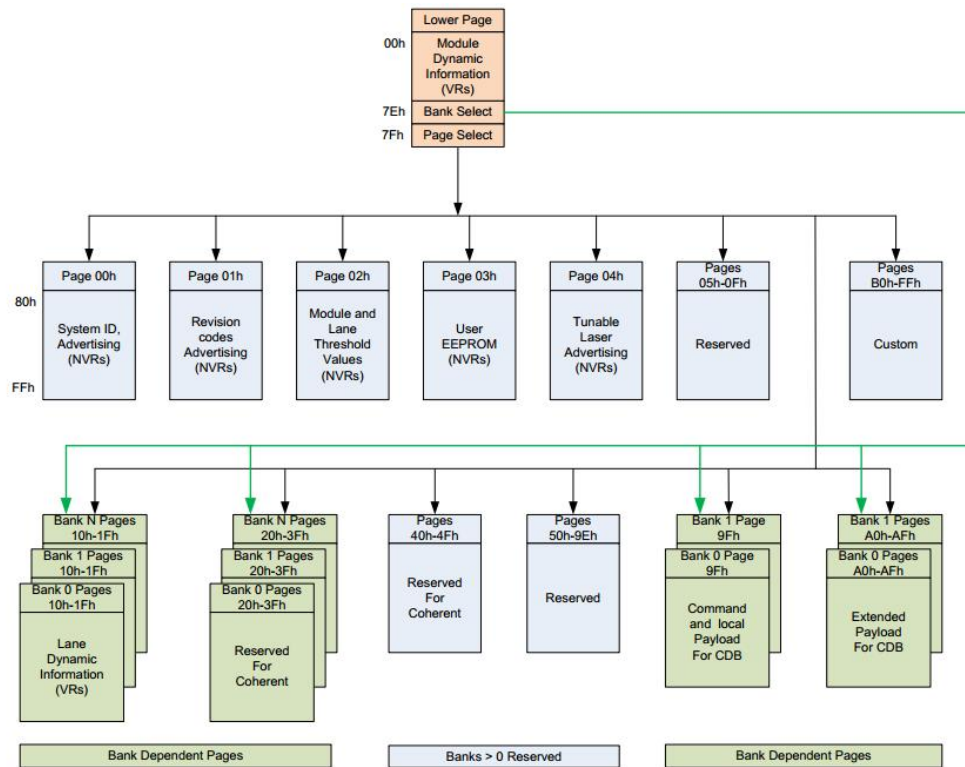 Lower Page
00h
Module
Dynamic
Information
(VRs)
7Eh
Bank Select
7Fh
Page Select
Page 00h
80h
System ID,
Advertising
(NVRs)
FFh
Page 01h
Revision
codes
Advertising
(NVRs)
Page 02h
Module and
Lane
Threshold
Values
(NVRs)
Page 03h
User
EEPROM
(NVRs)
Page 04h
Tunable
Laser
Advertising
(NVRs)
Pages
05h-0Fh
Reserved
Pages
B0h-FFh
Custom
Bank N Pages
10h-1Fh
Bank 1 Pages
10h-1Fh
Bank 0 Pages
10h-1Fh
Lane
Dynamic
Information
(VRs)
Bank N Pages
20h-3Fh
Bank 1 Pages
20h-3Fh
Bank 0 Pages
20h-3Fh
Reserved
For
Coherent
Pages
40h-4Fh
Reserved
For
Coherent
Pages
50h-9Eh
Reserved
Bank 1 Page
9Fh
Bank 0 Page
9Fh
Command
and local
Payload
For CDB
Bank 1 Pages
A0h-AFh
Bank 0 Pages
A0h-AFh
Extended
Payload
For CDB
Bank Dependent Pages
Banks > 0 Reserved
Bank Dependent Pages